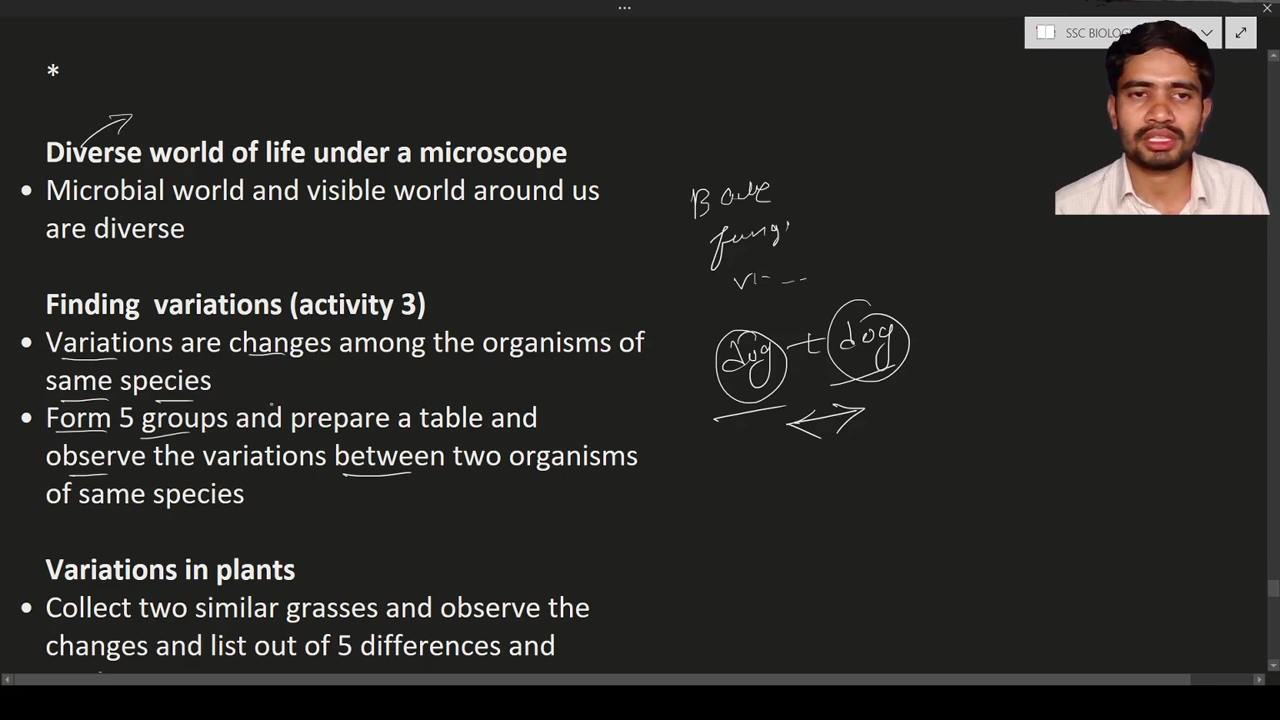 SSC BIOLOG
*
Diverse world of life under a microscope
• Microbial world and visible world around us
are diverse
Finding variations (activity 3)
• Variations are changes among the organisms of
same species
• Form 5 groups and prepare a table and
observe the variations between two organisms
of same species
Variations in plants
• Collect two similar grasses and observe the
changes and list out of 5 differences and
fungi
dog + dog